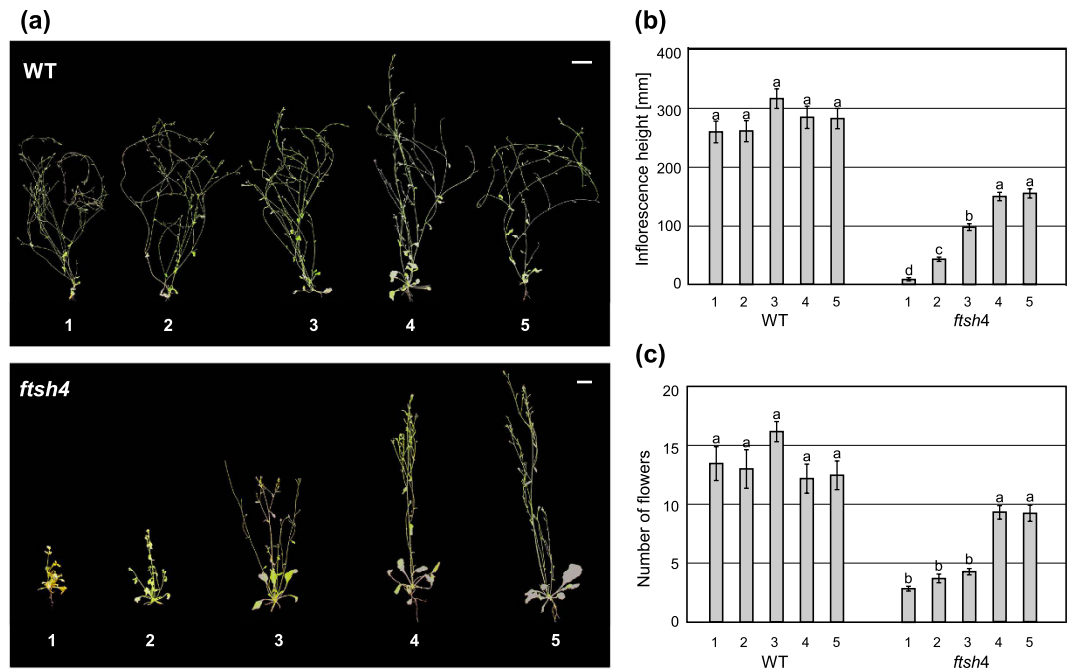 (a)
WT
1 2 3 4 5
ftsh4
1 2 3 4 5
(b)
Inflorescence height [mm]
400
300
200
100
0
a a a a a d c b a a
1 2 3 4 5 1 2 3 4 5
WT ftsh4
(c)
Number of flowers
20
15
10
5
0
a a a a a b b b a a
1 2 3 4 5 1 2 3 4 5
WT ftsh4